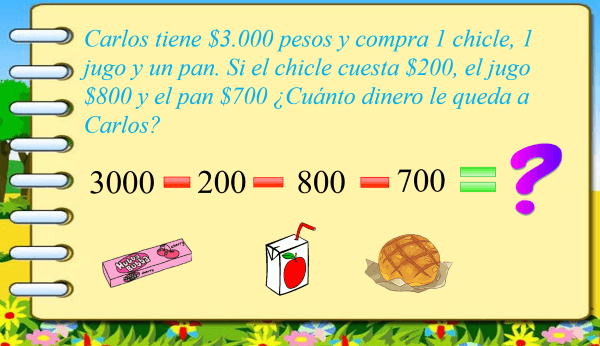 Carlos tiene $3.000 pesos y compra 1 chicle, 1
jugo y un pan. Si el chicle cuesta $200, el jugo
$800 y el pan $700 ¿Cuánto dinero le queda a
Carlos?
3000 - 200 - 800 - 700 = ?
cherry